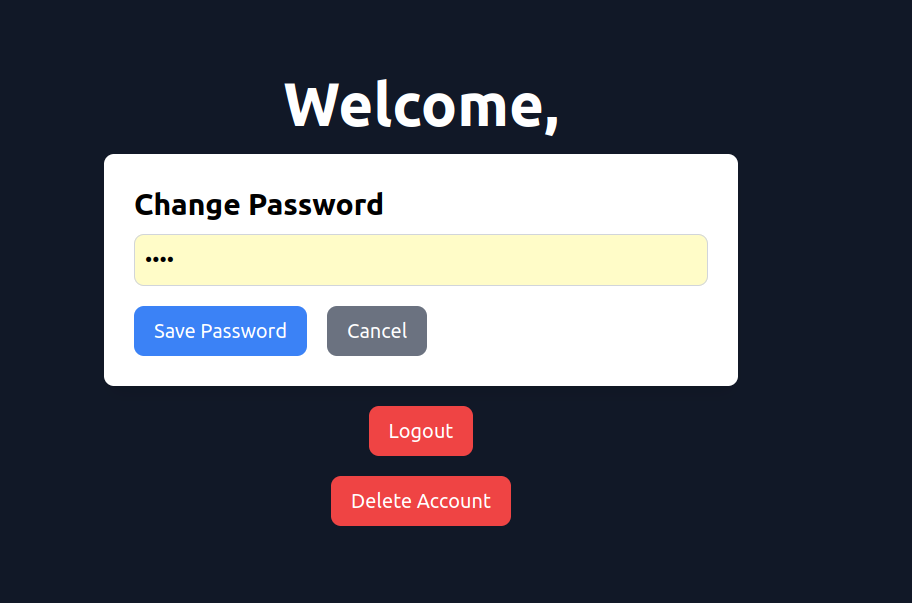 Welcome,
Change Password
••••
Save Password Cancel
Logout
Delete Account